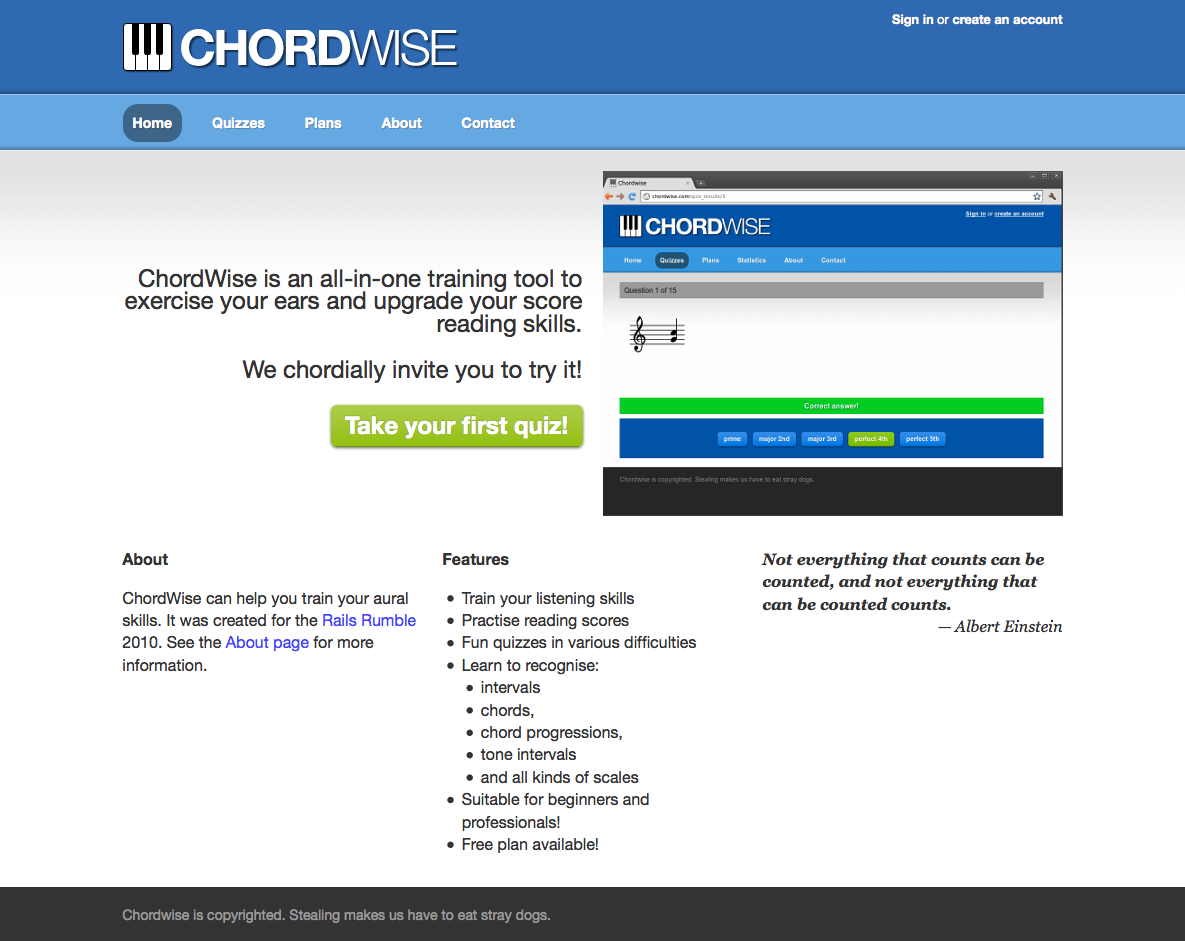 CHORDWISE
Sign in or create an account
Home Quizzes Plans About Contact
ChordWise is an all-in-one training tool to
exercise your ears and upgrade your score
reading skills.
We chordially invite you to try it!
Take your first quiz!
Chordwise
chordwise.com/quiz_results/3
Sign in or create an account
CHORDWISE
Home Quizzes Plans Statistics About Contact
Question 1 of 15
Correct answer!
prime major 2nd major 3rd perfect 4th perfect 5th
Chordwise is copyrighted. Stealing makes us have to eat stray dogs.
About
ChordWise can help you train your aural
skills. It was created for the Rails Rumble
2010. See the About page for more
information.
Features
• Train your listening skills
• Practise reading scores
• Fun quizzes in various difficulties
• Learn to recognise:
• intervals
• chords,
• chord progressions,
• tone intervals
• and all kinds of scales
• Suitable for beginners and
professionals!
• Free plan available!
Not everything that counts can be
counted, and not everything that
can be counted counts.
— Albert Einstein
Chordwise is copyrighted. Stealing makes us have to eat stray dogs.